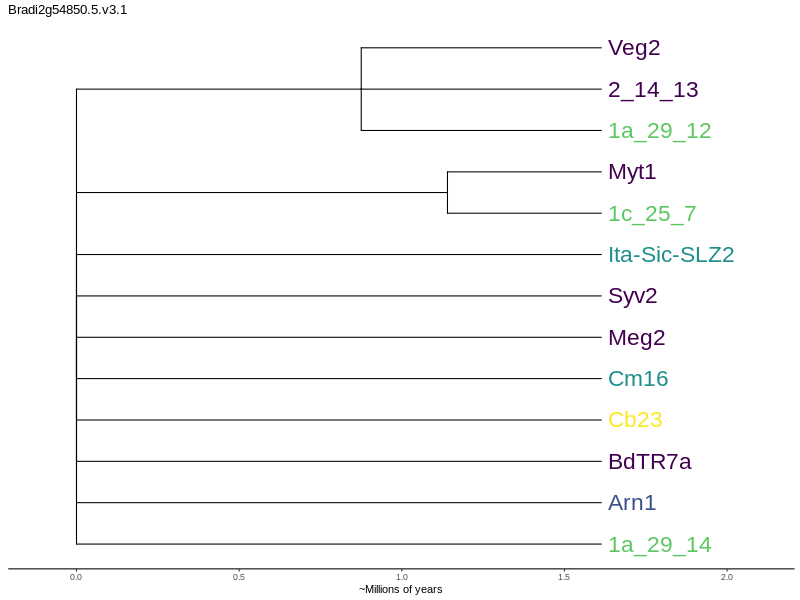 Bradi2g54850.5.v3.1
Veg2
2_14_13
1a_29_12
Myt1
1c_25_7
Ita-Sic-SLZ2
Syv2
Meg2
Cm16
Cb23
BdTR7a
Arn1
1a_29_14
0.0 0.5 1.0 1.5 2.0
~Millions of years